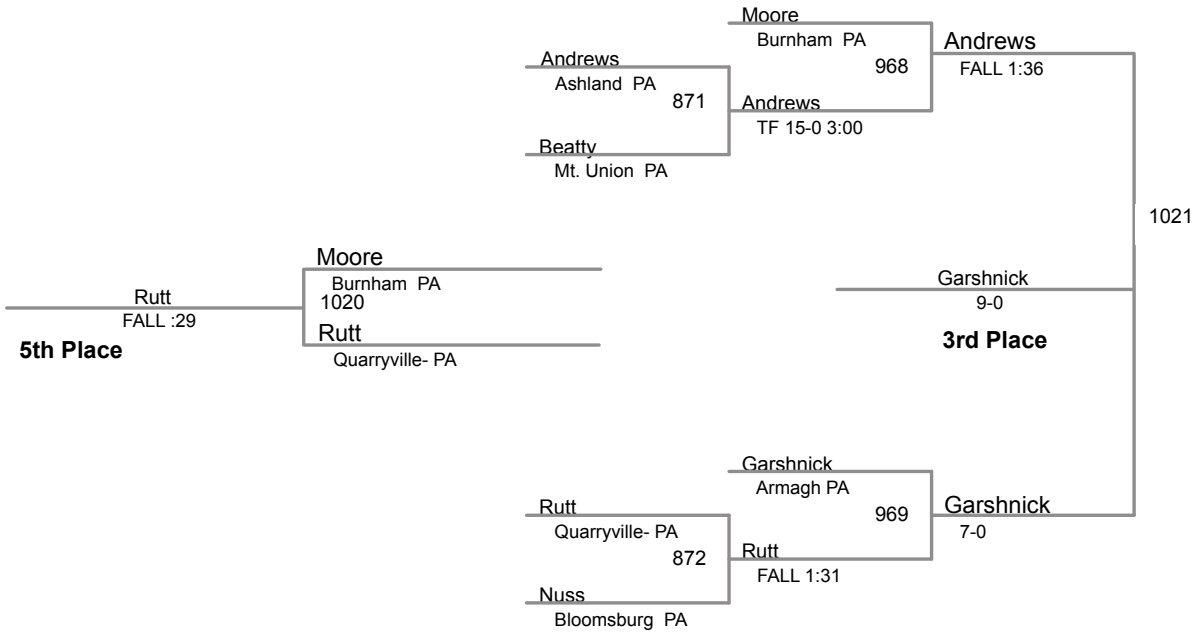 Moore
Burnham PA
968
Andrews
FALL 1:36
Andrews
Ashland PA
871
Andrews
TF 15-0 3:00
Beatty
Mt. Union PA
1021
Moore
Burnham PA
1020
Rutt
FALL :29
5th Place
Rutt
Quarryville- PA
Garshnick
9-0
3rd Place
Garshnick
Armagh PA
969
Garshnick
7-0
Rutt
Quarryville- PA
872
Rutt
FALL 1:31
Nuss
Bloomsburg PA